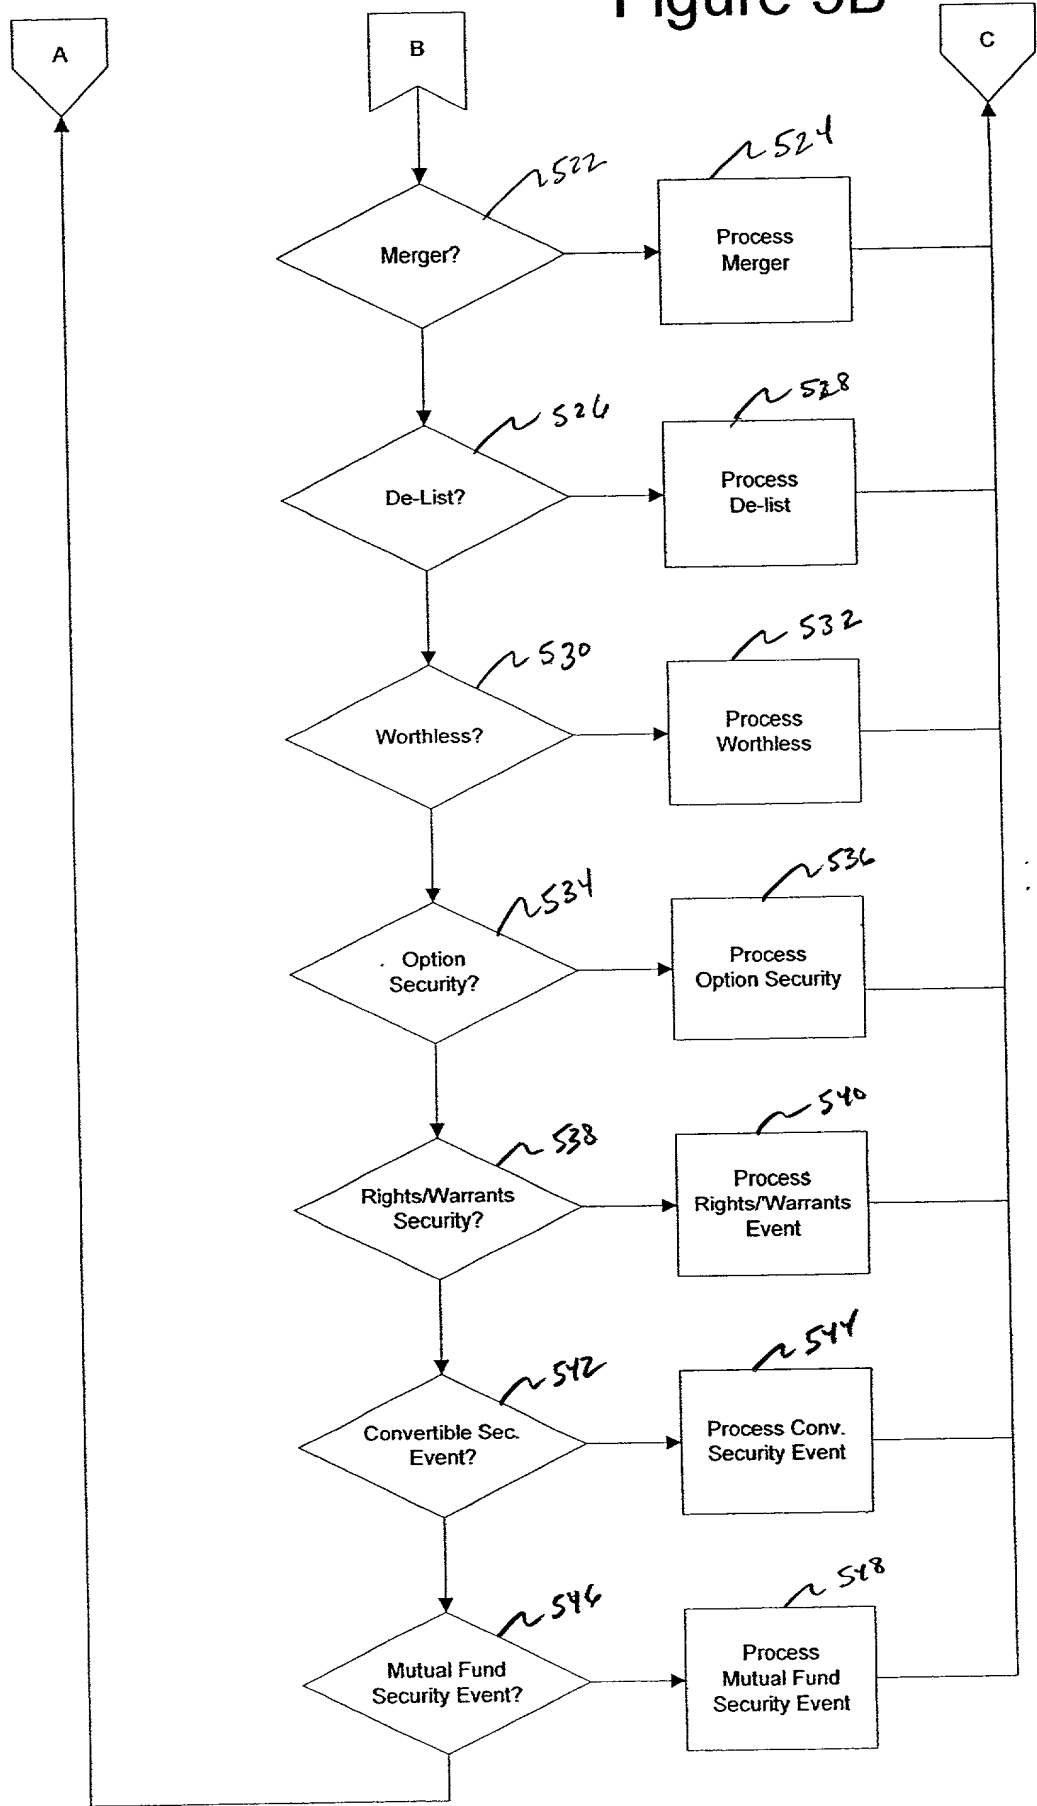 Figure 5B
A
B
C
522
524
Merger?
Process
Merger
526
528
De-List?
Process
De-list
530
532
Worthless?
Process
Worthless
534
536
Option
Security?
Process
Option Security
538
540
Rights/Warrants
Security?
Process
Rights/Warrants
Event
542
544
Convertible Sec.
Event?
Process Conv.
Security Event
546
548
Mutual Fund
Security Event?
Process
Mutual Fund
Security Event